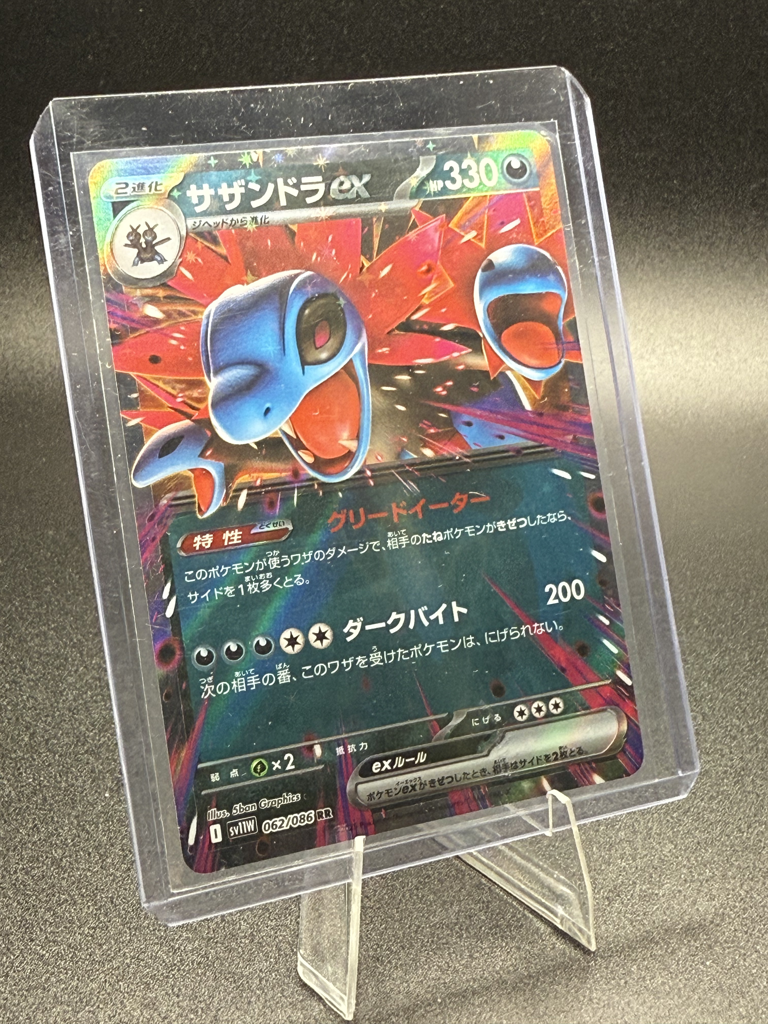 2進化
サザンドラex
HP 330
ジヘッドから進化
特性
とくせい
グリードイーター
このポケモンが使うワザのダメージで、相手のたねポケモンがきぜつしたなら、
サイドを1枚多くとる。
ダークバイト 200
次の相手の番、このワザを受けたポケモンは、にげられない。
弱点 ×2 抵抗力 にげる
exルール
ポケモンexがきぜつしたとき、相手はサイドを2枚とる。
Illus. 5ban Graphics
I sv11W 062/086 RR